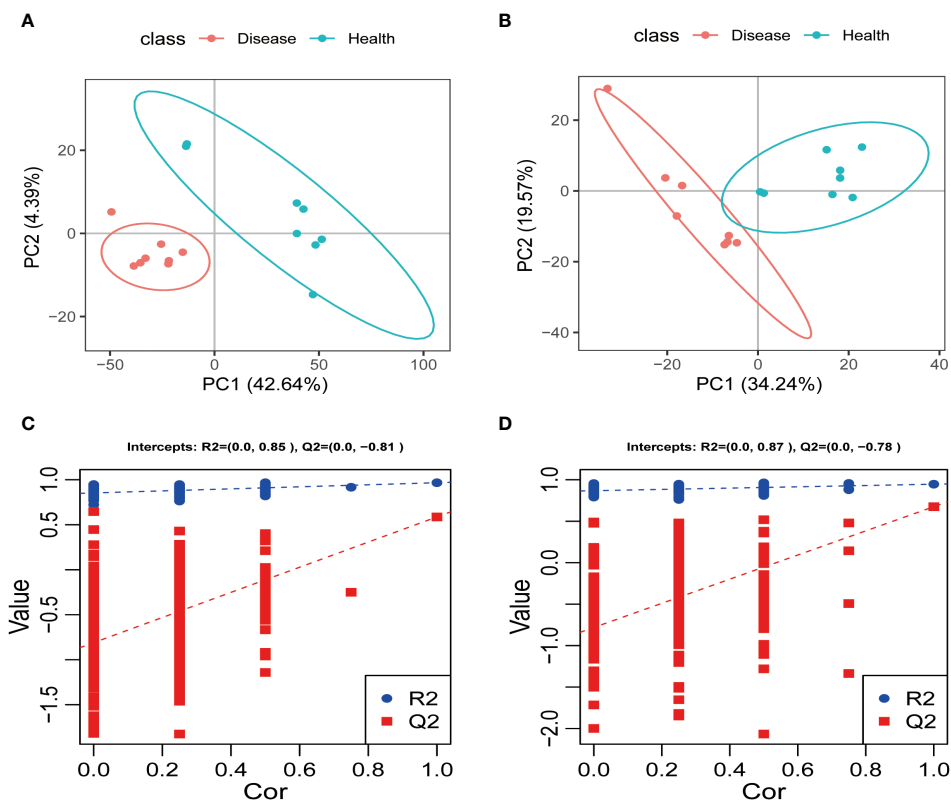 A
class Disease Health
PC2 (4.39%)
20
0
−20
−50 0 50 100
PC1 (42.64%)
B
class Disease Health
PC2 (19.57%)
20
0
−20
−40
−20 0 20 40
PC1 (34.24%)
C
Intercepts: R2=(0.0, 0.85 ), Q2=(0.0, −0.81 )
Value
1.0
0.5
−0.5
−1.5
R2
Q2
0.0 0.2 0.4 0.6 0.8 1.0
Cor
D
Intercepts: R2=(0.0, 0.87 ), Q2=(0.0, −0.78 )
Value
1.0
0.0
−1.0
−2.0
R2
Q2
0.0 0.2 0.4 0.6 0.8 1.0
Cor